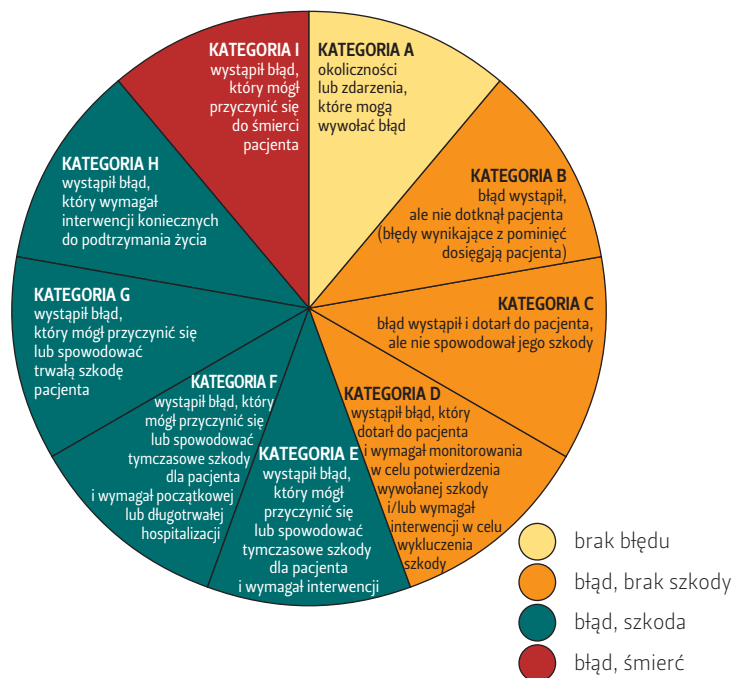 KATEGORIA A
okoliczności
lub zdarzenia,
które mogą
wywołać błąd
KATEGORIA B
błąd wystąpił,
ale nie dotknął pacjenta
(błędy wynikające z pominięć
dosięgają pacjenta)
KATEGORIA C
błąd wystąpił i dotarł do pacjenta,
ale nie spowodował jego szkody
KATEGORIA D
wystąpił błąd, który
dotarł do pacjenta
i wymagał monitorowania
w celu potwierdzenia
wywołanej szkody
i/lub wymagał
interwencji w celu
wykluczenia
szkody
KATEGORIA E
wystąpił błąd,
który mógł
przyczynić się
lub spowodować
tymczasowe szkody
dla pacjenta
i wymagał interwencji
KATEGORIA F
wystąpił błąd, który
mógł przyczynić się
lub spowodować
tymczasowe szkody
dla pacjenta
i wymagał początkowej
lub długotrwałej
hospitalizacji
KATEGORIA G
wystąpił błąd,
który mógł przyczynić się
lub spowodować
trwałą szkodę
pacjenta
KATEGORIA H
wystąpił błąd,
który wymagał
interwencji koniecznych
do podtrzymania życia
KATEGORIA I
wystąpił błąd,
który mógł
przyczynić się
do śmierci
pacjenta
brak błędu
błąd, brak szkody
błąd, szkoda
błąd, śmierć